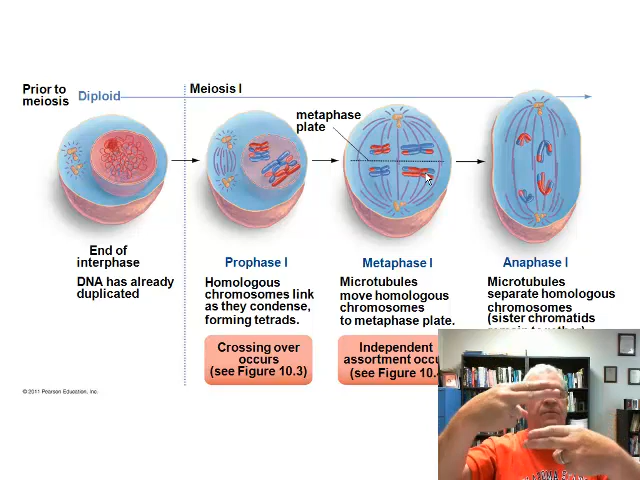 Prior to
meiosis
Diploid
Meiosis I
metaphase
plate
End of
interphase
DNA has already
duplicated
Prophase I
Homologous
chromosomes link
as they condense,
forming tetrads.
Crossing over
occurs
(see Figure 10.3)
Metaphase I
Microtubules
move homologous
chromosomes
to metaphase plate.
Independent
assortment
(see Figure
Anaphase I
Microtubules
separate homologous
chromosomes
(sister chromatids
© 2011 Pearson Education, Inc.